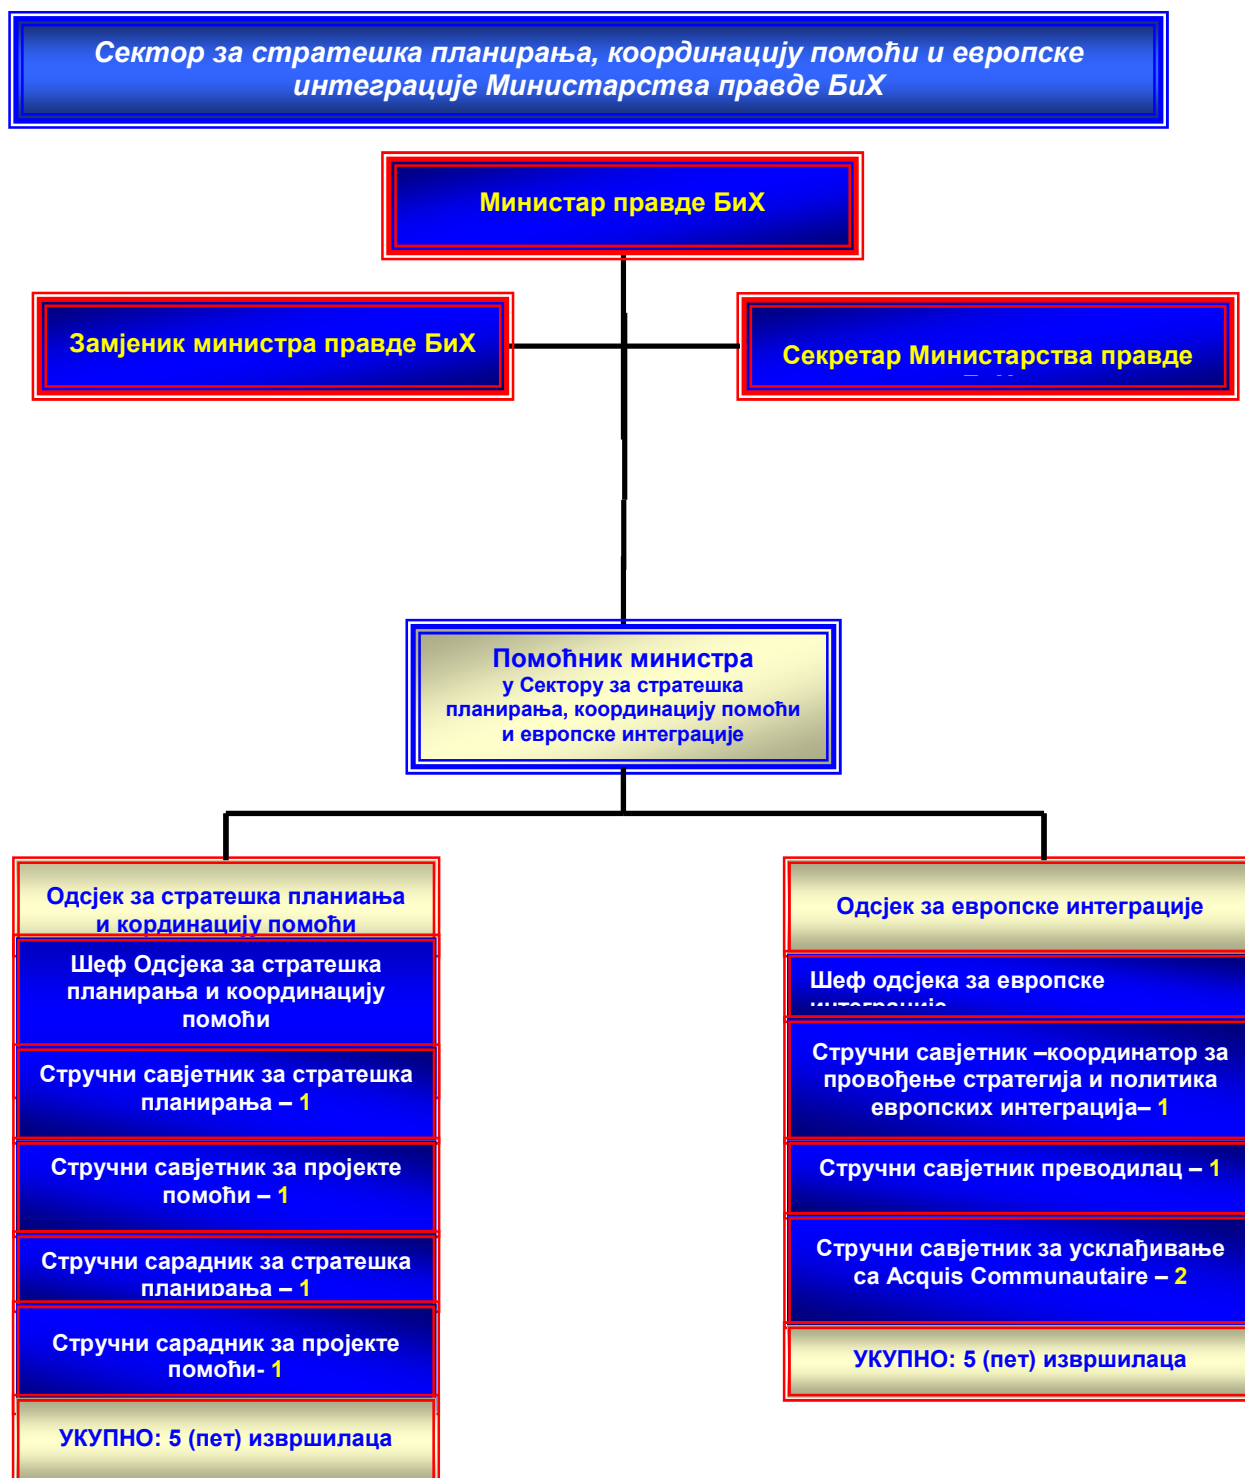 Сектор за стратешка планирања, координацију помоћи и европске
интеграције Министарства правде БиХ
Министар правде БиХ
Замјеник министра правде БиХ
Секретар Министарства правде
Помоћник министра
у Сектору за стратешка
планирања, координацију помоћи
и европске интеграције
Одсјек за стратешка планиања
и кординацију помоћи
Шеф Одсјека за стратешка
планирања и координацију
помоћи
Стручни савјетник за стратешка
планирања – 1
Стручни савјетник за пројекте
помоћи – 1
Стручни сарадник за стратешка
планирања – 1
Стручни сарадник за пројекте
помоћи- 1
УКУПНО: 5 (пет) извршилаца
Одсјек за европске интеграције
Шеф одсјека за европске
интеграције
Стручни савјетник –координатор за
провођење стратегија и политика
европских интеграција– 1
Стручни савјетник преводилац – 1
Стручни савјетник за усклађивање
са Acquis Communautaire – 2
УКУПНО: 5 (пет) извршилаца